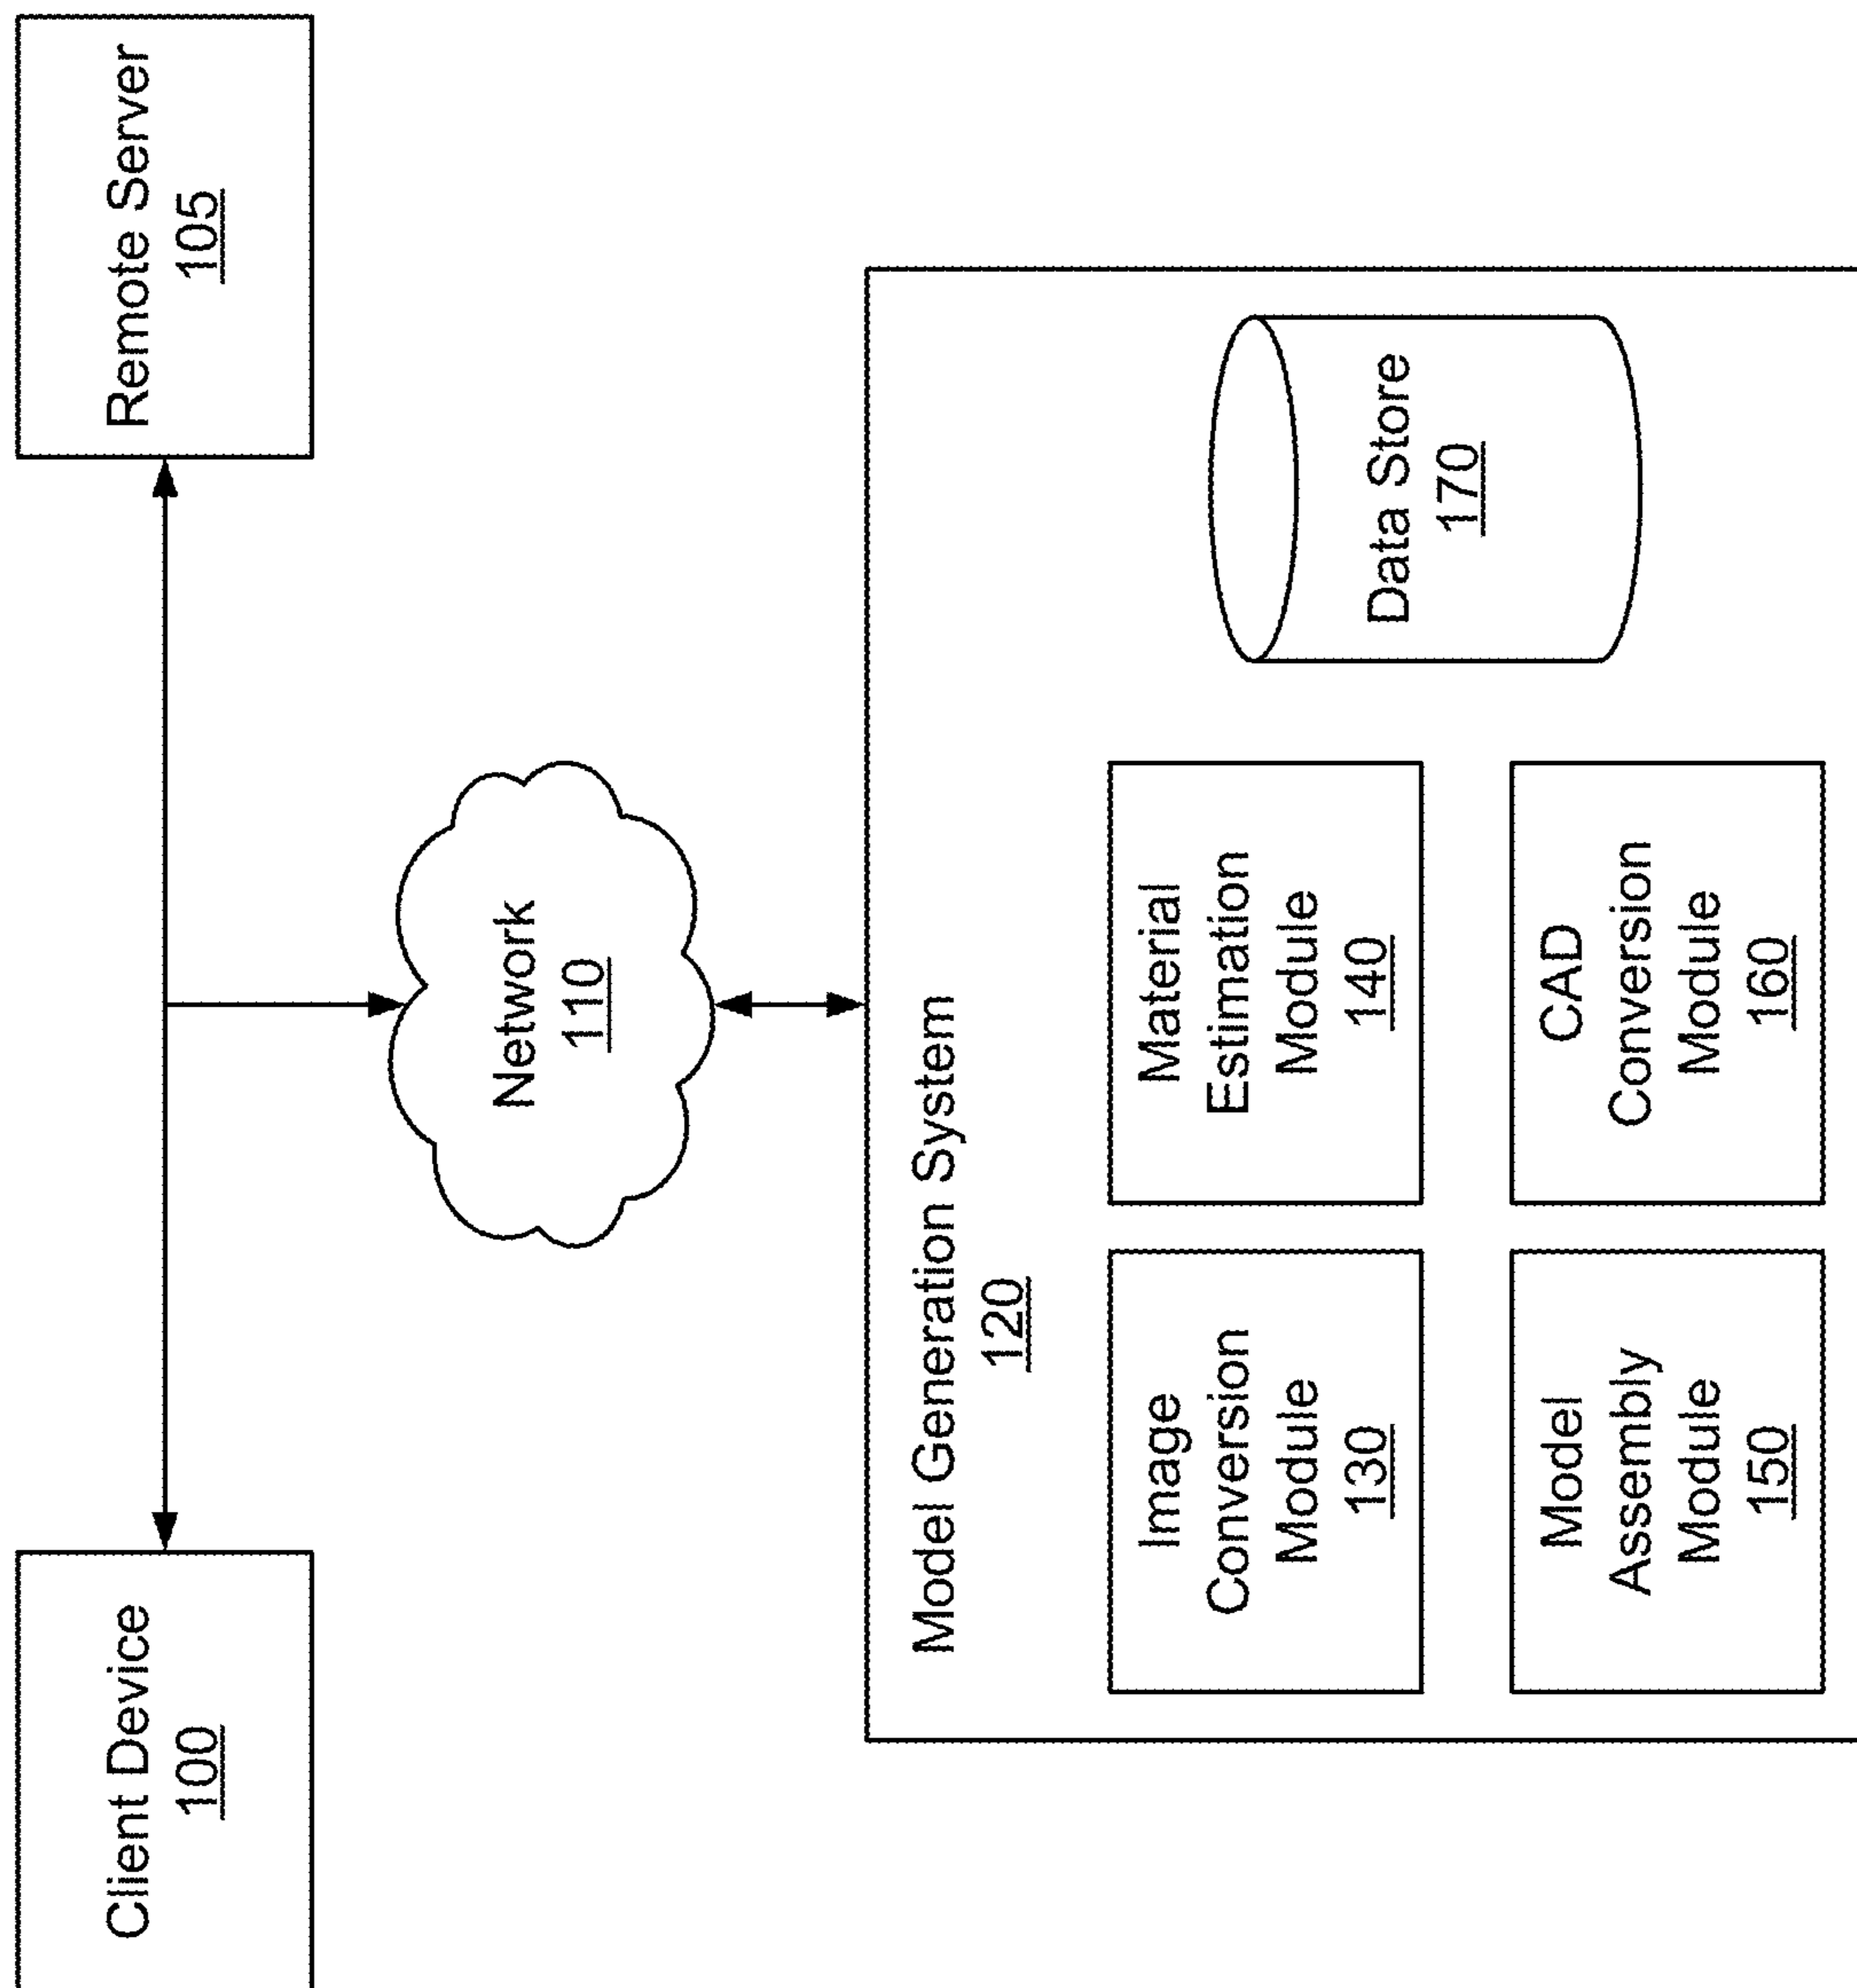 Client Device
100
Remote Server
105
Network
110
Model Generation System
120
Image
Conversion
Module
130
Material
Estimation
Module
140
Model
Assembly
Module
150
CAD
Conversion
Module
160
Data Store
170